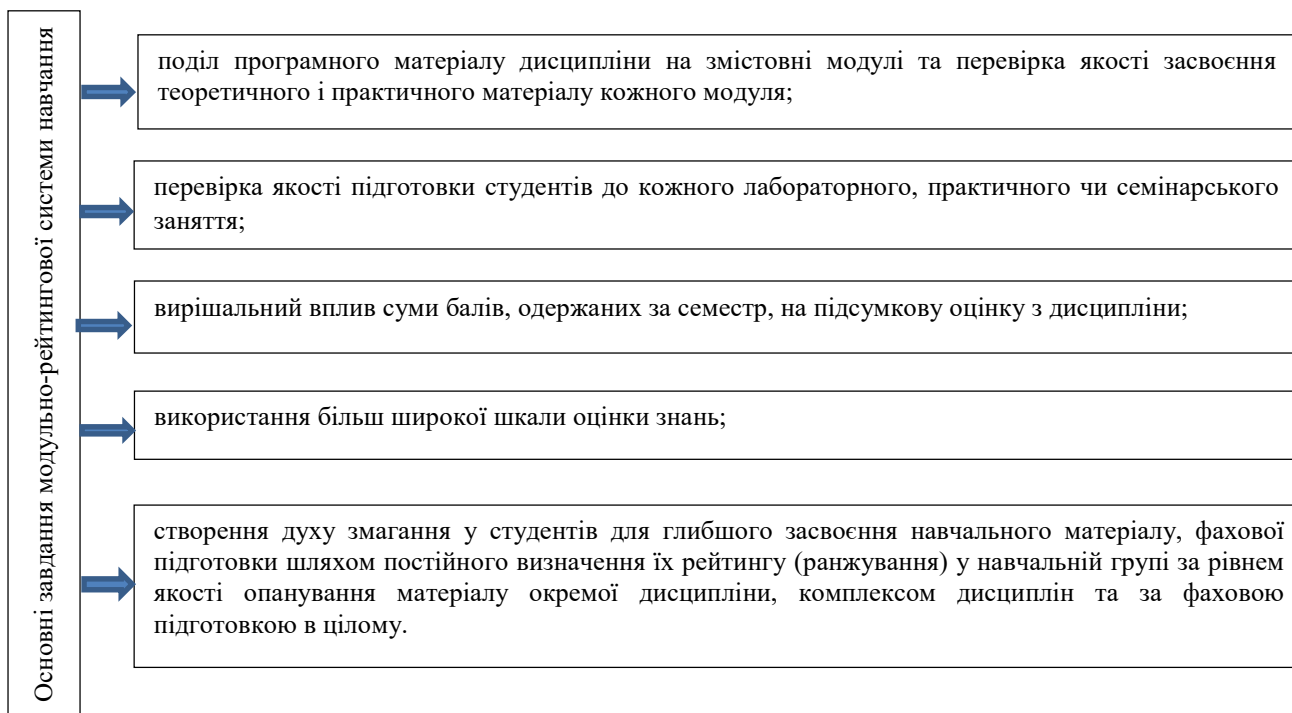 Основні завдання модульно-рейтингової системи навчання
поділ програмного матеріалу дисципліни на змістовні модулі та перевірка якості засвоєння
теоретичного і практичного матеріалу кожного модуля;
перевірка якості підготовки студентів до кожного лабораторного, практичного чи семінарського
заняття;
вирішальний вплив суми балів, одержаних за семестр, на підсумкову оцінку з дисципліни;
використання більш широкої шкали оцінки знань;
створення духу змагання у студентів для глибшого засвоєння навчального матеріалу, фахової
підготовки шляхом постійного визначення їх рейтингу (ранжування) у навчальній групі за рівнем
якості опанування матеріалу окремої дисципліни, комплексом дисциплін та за фаховою
підготовкою в цілому.